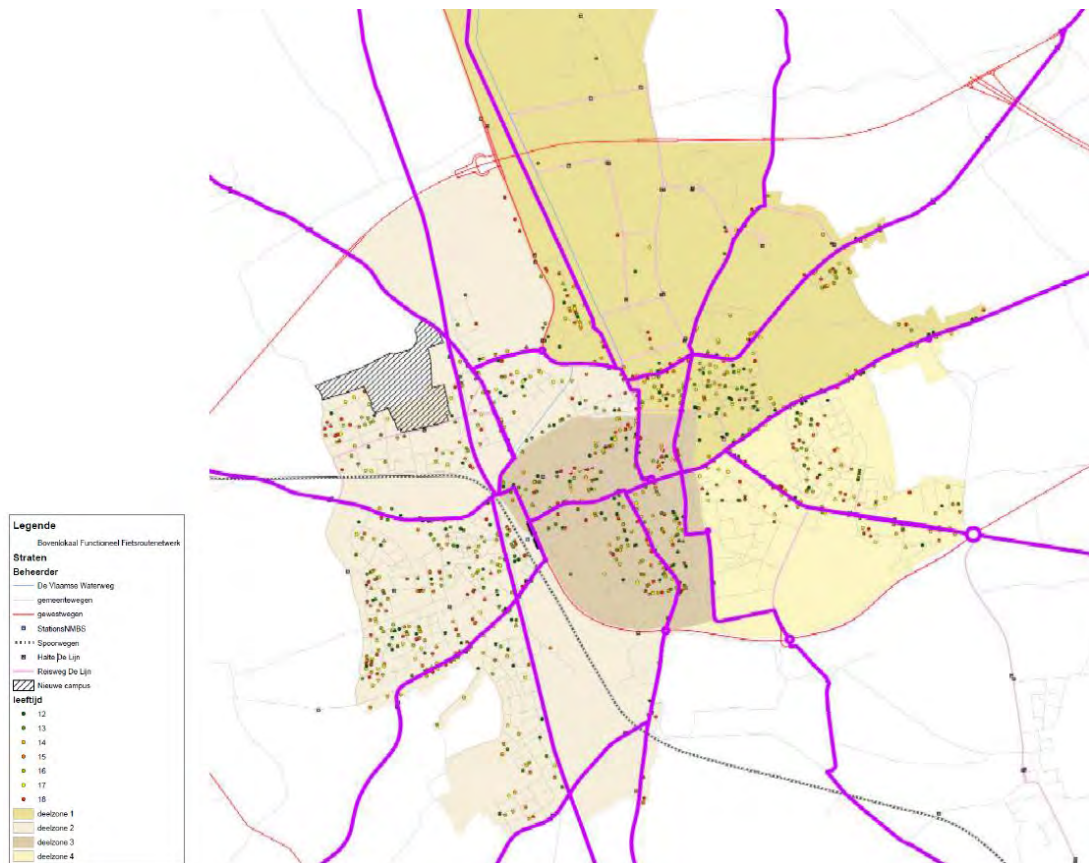 Legende
Bovenlokaal Functioneel Fietsroutenetwerk
Straten
Beheerder
De Vlaamse Waterweg
gemeentewegen
gewestwegen
StationsNMBS
Spoorwegen
Halte De Lijn
Reisweg De Lijn
Nieuwe campus
leeftijd
12
13
14
15
16
17
18
deelzone 1
deelzone 2
deelzone 3
deelzone 4